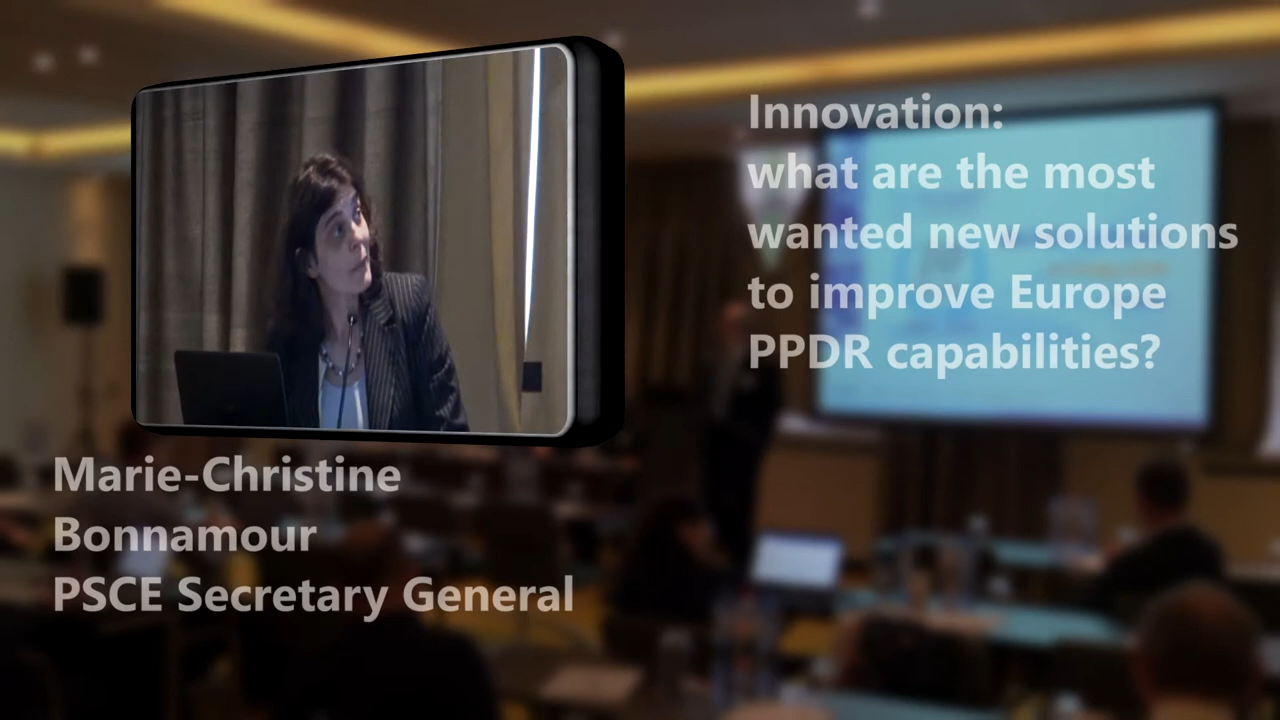 Innovation:
what are the most
wanted new solutions
to improve Europe
PPDR capabilities?
Marie-Christine
Bonnamour
PSCE Secretary General